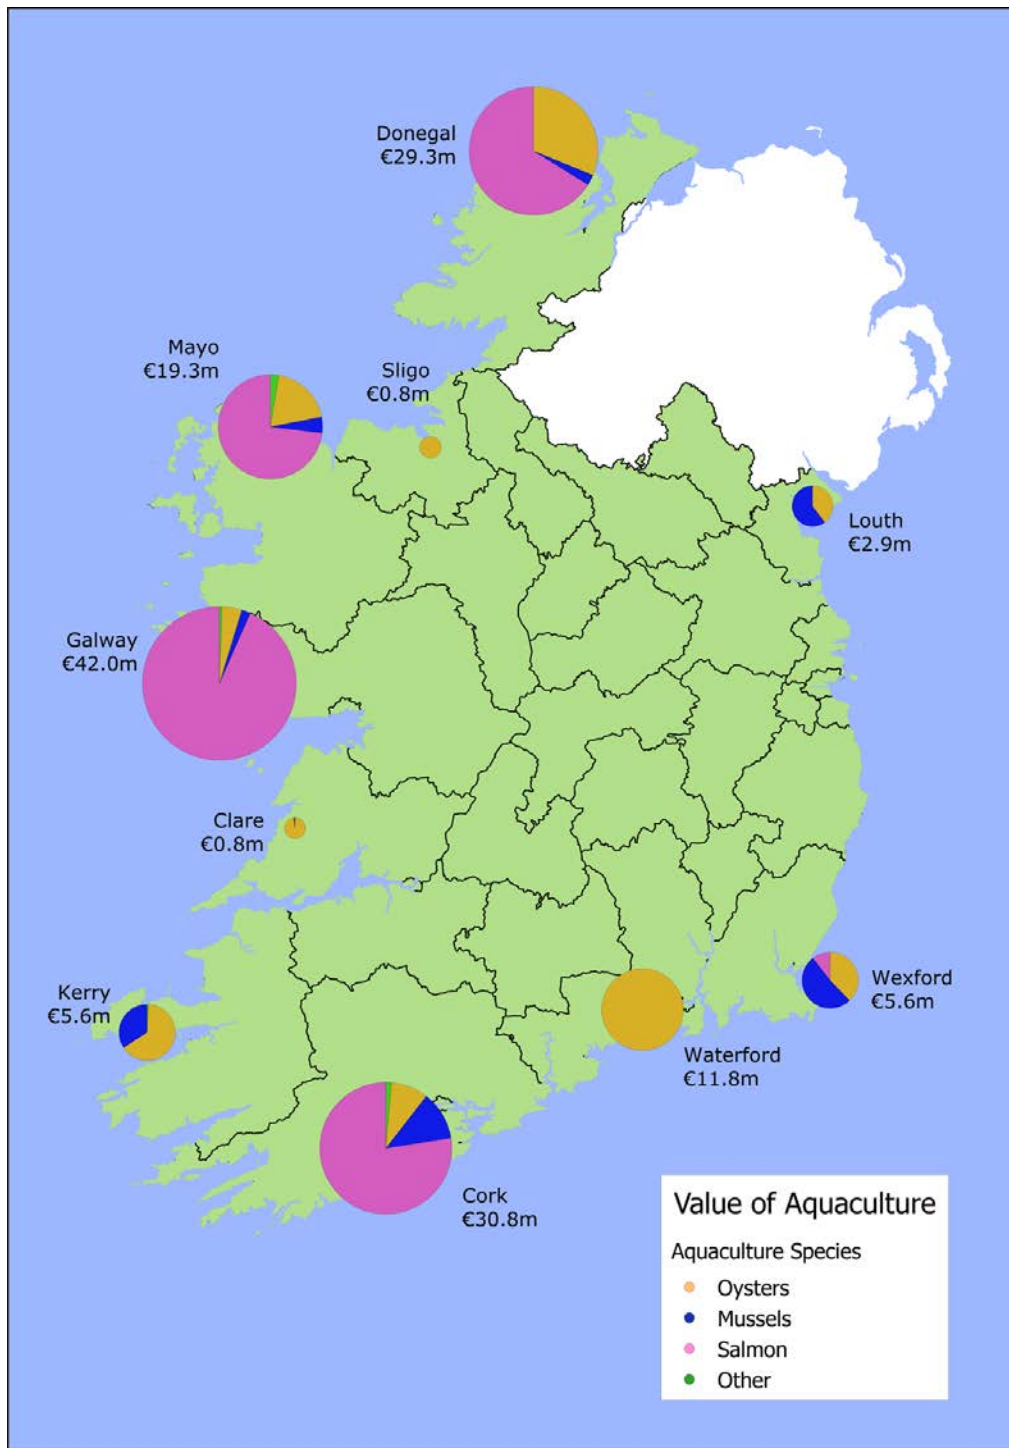 Donegal
€29.3m
Mayo
€19.3m
Sligo
€0.8m
Louth
€2.9m
Galway
€42.0m
Clare
€0.8m
Kerry
€5.6m
Wexford
€5.6m
Waterford
€11.8m
Cork
€30.8m
Value of Aquaculture
Aquaculture Species
Oysters
Mussels
Salmon
Other